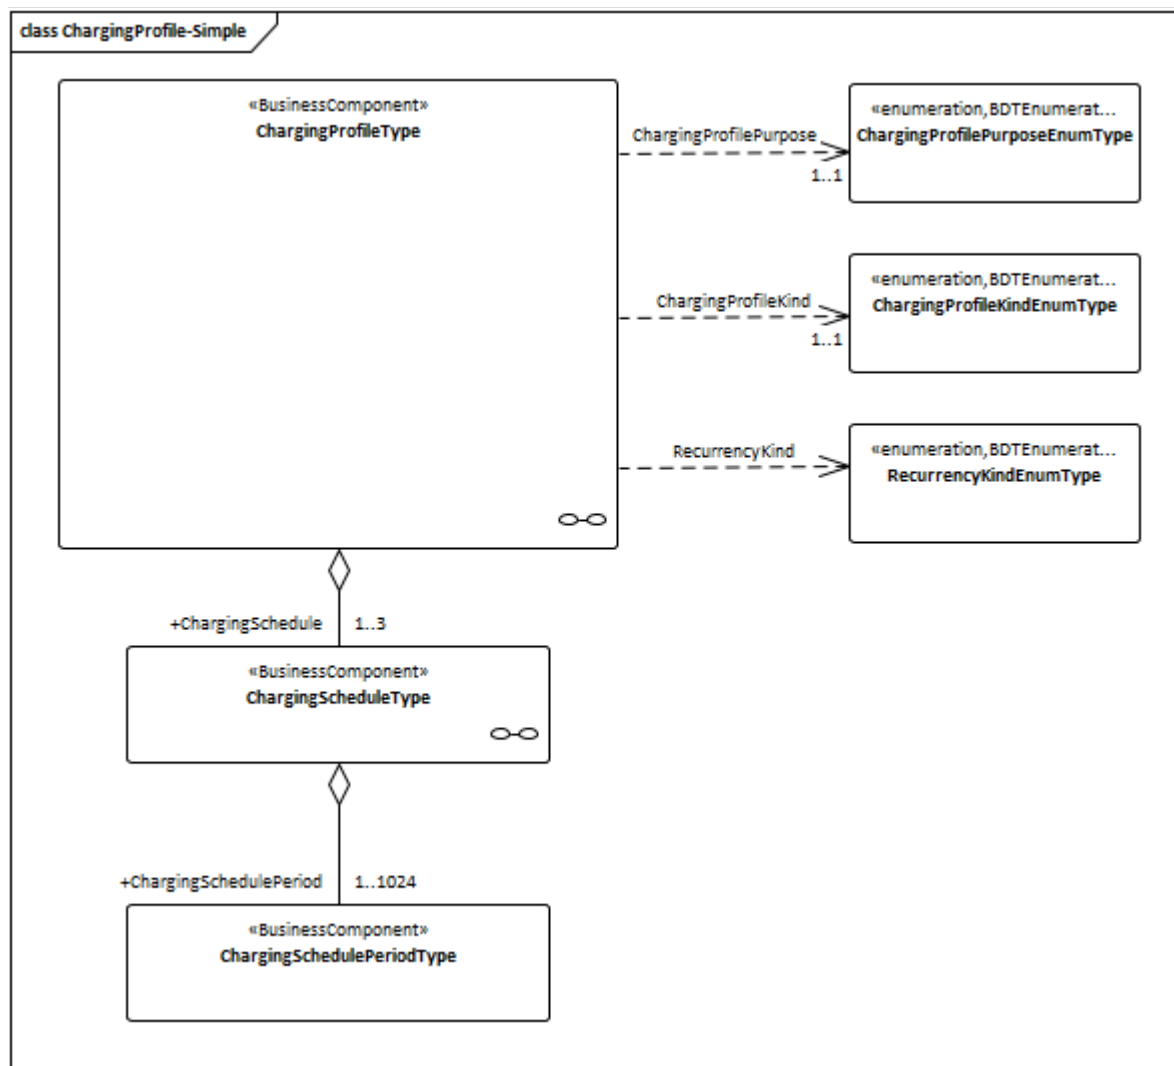 class ChargingProfile-Simple
«BusinessComponent»
ChargingProfileType
ChargingProfilePurpose
1..1
«enumeration,BDTEnumerat...
ChargingProfilePurposeEnumType
ChargingProfileKind
1..1
«enumeration,BDTEnumerat...
ChargingProfileKindEnumType
RecurrencyKind
«enumeration,BDTEnumerat...
RecurrencyKindEnumType
+ChargingSchedule 1..3
«BusinessComponent»
ChargingScheduleType
+ChargingSchedulePeriod 1..1024
«BusinessComponent»
ChargingSchedulePeriodType